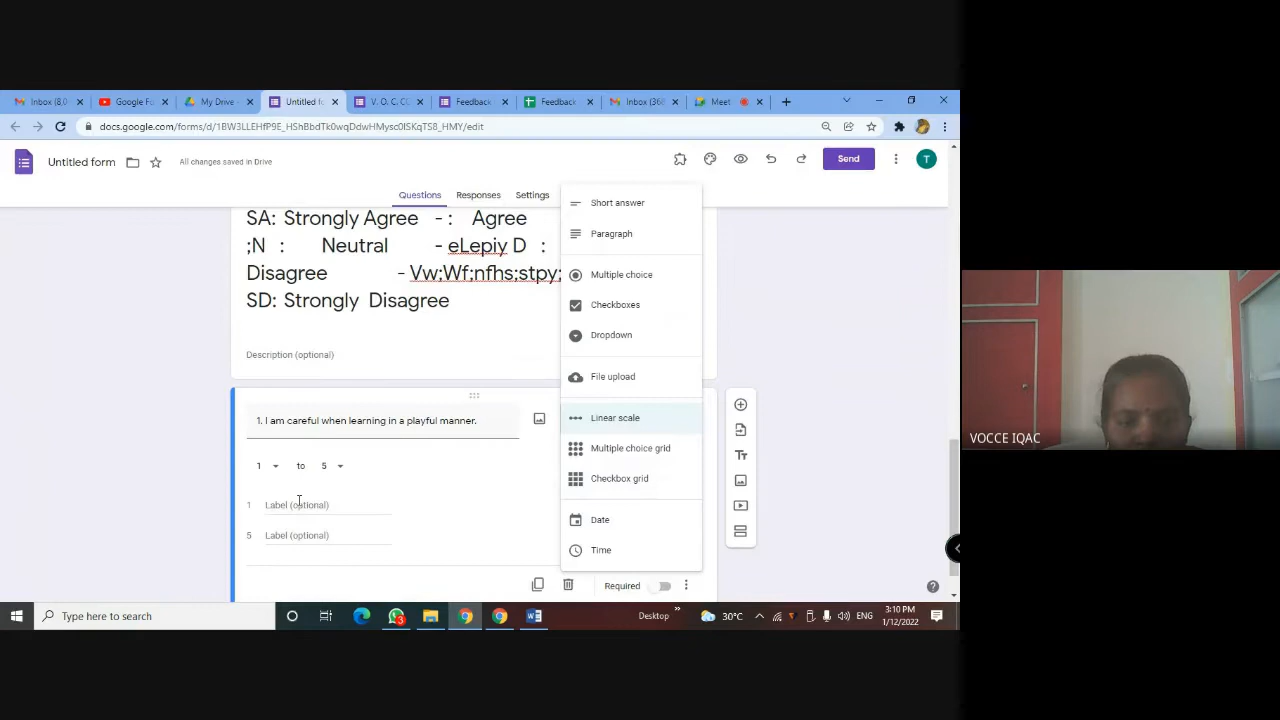 Inbox (8,0
Google Fo
My Drive -
Untitled fo
V. O. C. CO
Feedback
Feedback
Inbox (368
Meet
docs.google.com/forms/d/1BW3LLEHfP9E_HShBbdTk0wqDdwHMysc0ISKqTS8_HMY/edit
Untitled form
All changes saved in Drive
Send
T
Questions Responses Settings
SA: Strongly Agree - : Agree
;N : Neutral - eLepiy D :
Disagree - Vw;Wf;nfhs;stpy;
SD: Strongly Disagree
Description (optional)
1. I am careful when learning in a playful manner.
1 to 5
1 Label (optional)
5 Label (optional)
Short answer
Paragraph
Multiple choice
Checkboxes
Dropdown
File upload
Linear scale
Multiple choice grid
Checkbox grid
Date
Time
Required
VOCCE IQAC
Type here to search
3
Desktop
30°C
ENG
3:10 PM
1/12/2022